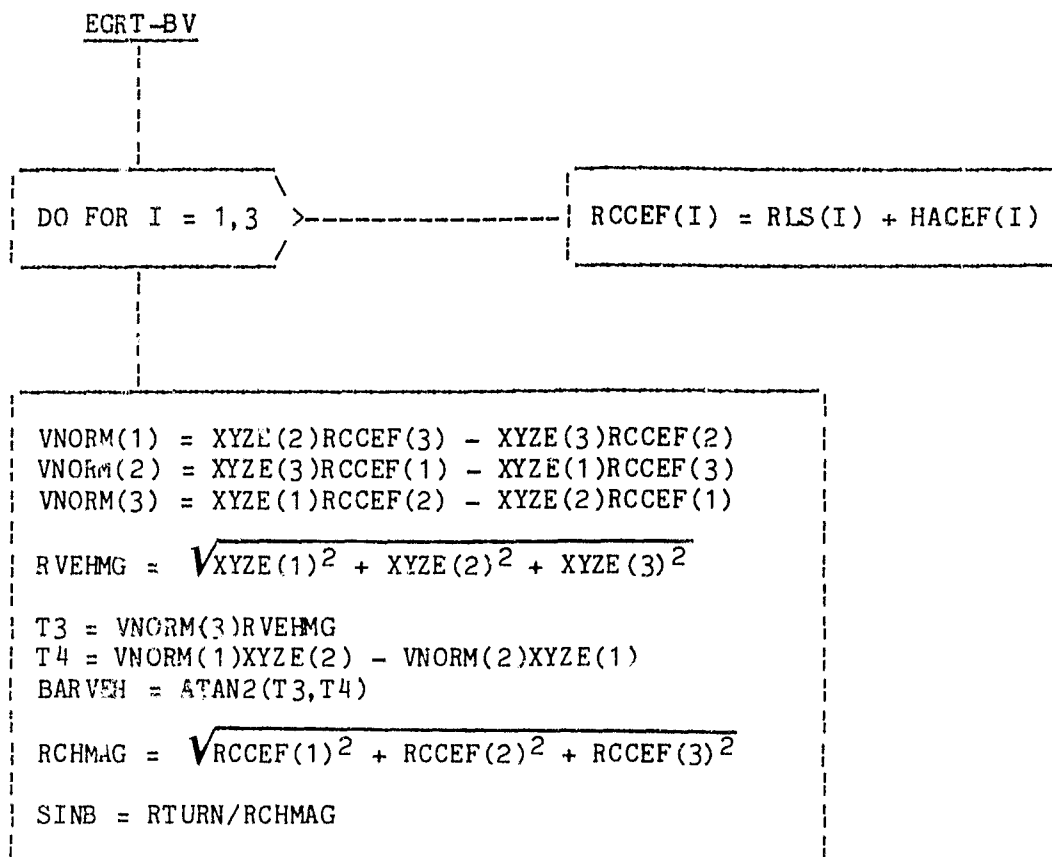 EGRT-BV
DO FOR I = 1,3
RCCEF(I) = RLS(I) + HACEF(I)
VNORM(1) = XYZE(2)RCCEF(3) - XYZE(3)RCCEF(2)
VNORM(2) = XYZE(3)RCCEF(1) - XYZE(1)RCCEF(3)
VNORM(3) = XYZE(1)RCCEF(2) - XYZE(2)RCCEF(1)
RVEHMG = √XYZE(1)² + XYZE(2)² + XYZE(3)²
T3 = VNORM(3)RVEHMG
T4 = VNORM(1)XYZE(2) - VNORM(2)XYZE(1)
BARVEH = ATAN2(T3,T4)
RCHMAG = √RCCEF(1)² + RCCEF(2)² + RCCEF(3)²
SINB = RTURN/RCHMAG